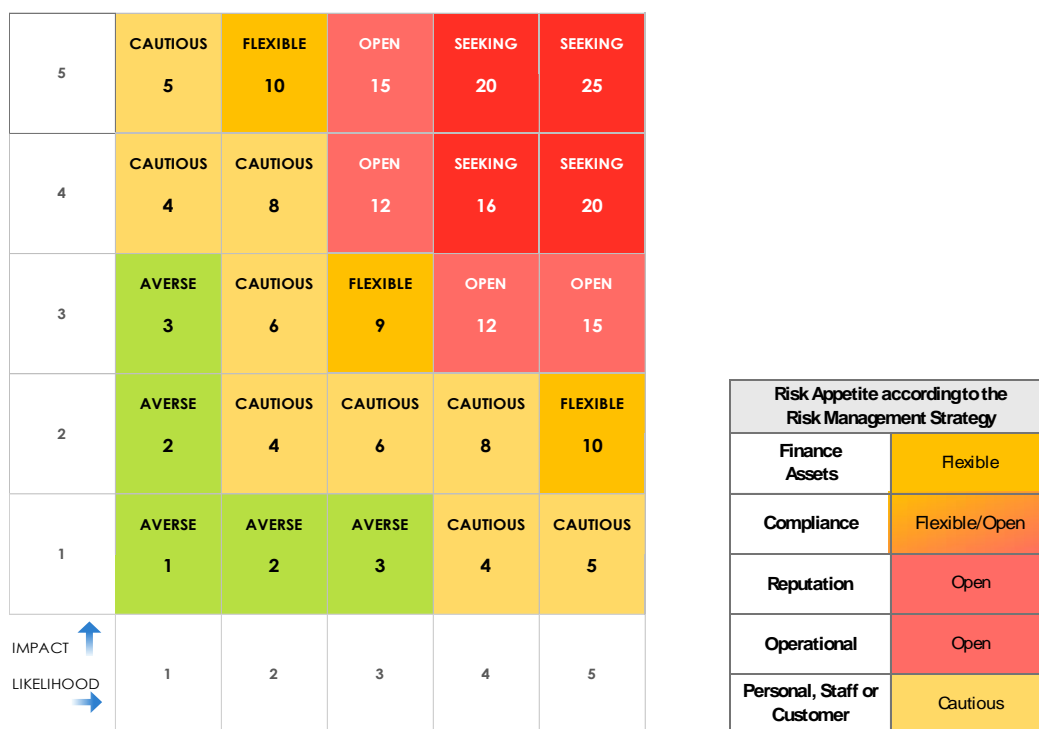 CAUTIOUS FLEXIBLE OPEN SEEKING SEEKING
5
5 10 15 20 25
CAUTIOUS CAUTIOUS OPEN SEEKING SEEKING
4
4 8 12 16 20
AVERSE CAUTIOUS FLEXIBLE OPEN OPEN
3
3 6 9 12 15
AVERSE CAUTIOUS CAUTIOUS CAUTIOUS FLEXIBLE
2
2 4 6 8 10
AVERSE AVERSE AVERSE CAUTIOUS CAUTIOUS
1
1 2 3 4 5
IMPACT
LIKELIHOOD
1 2 3 4 5
Risk Appetite according to the
Risk Management Strategy
Finance
Assets
Flexible
Compliance Flexible/Open
Reputation Open
Operational Open
Personal, Staff or
Customer
Cautious